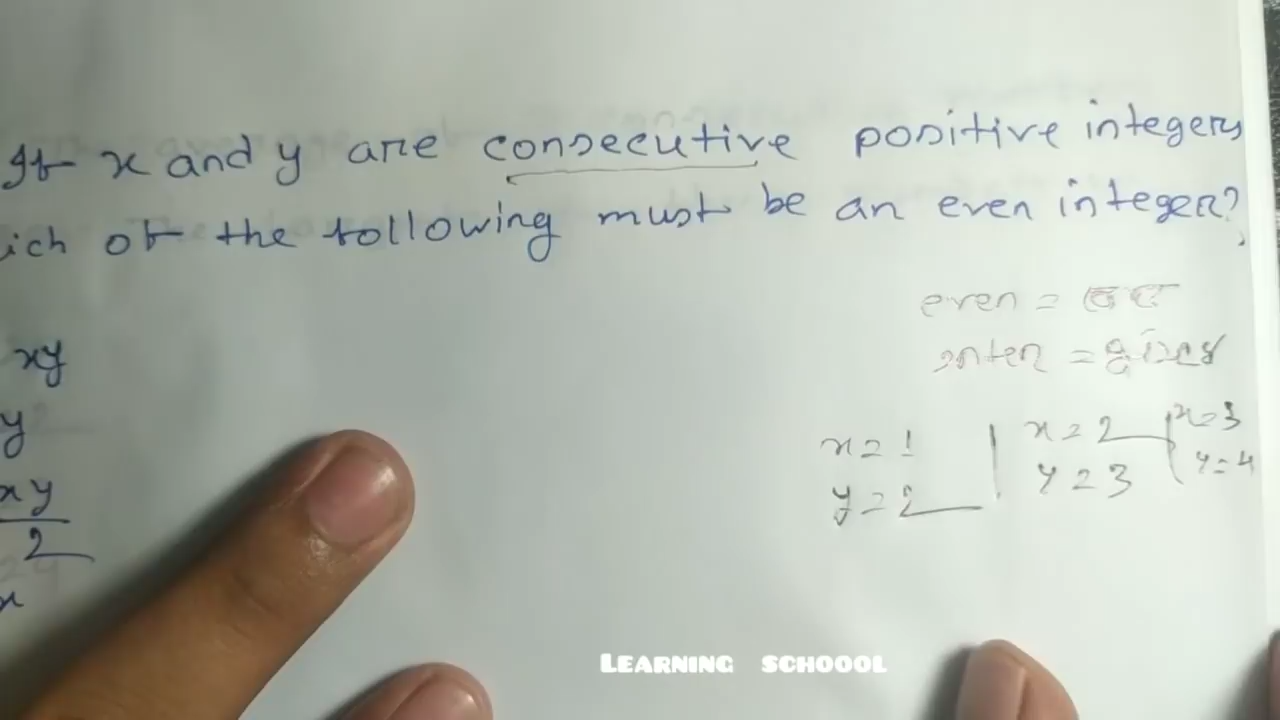 If x and y are consecutive positive integers
ich of the following must be an even integer?
even =
= 
xy
y
xy
2
x
x = 1
y = 2
x = 2
y = 3
x = 3
y = 4
LEARNING SCHOOOL